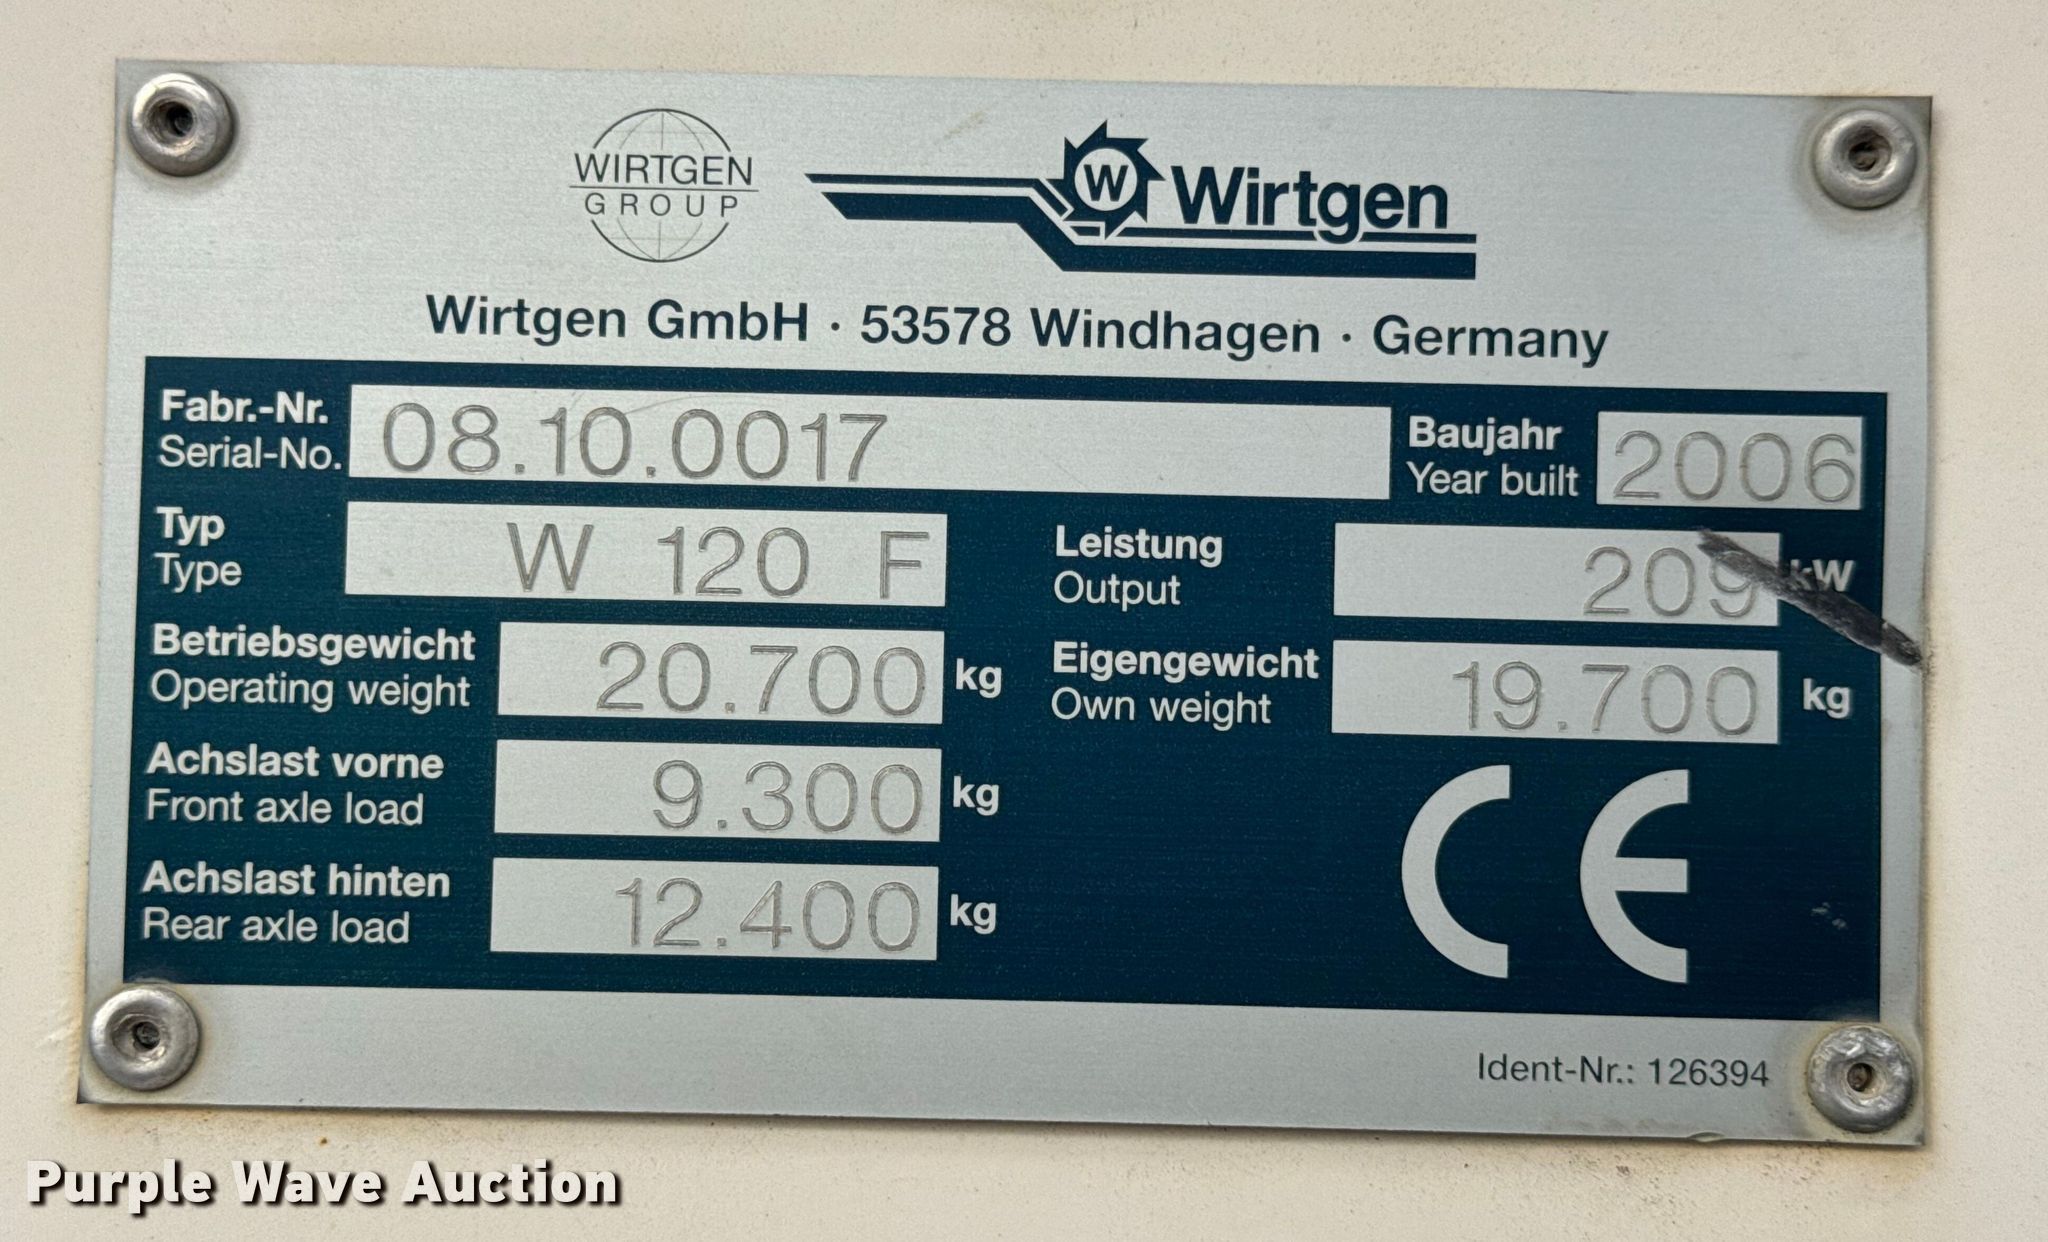 WIRTGEN
GROUP
W Wirtgen
Wirtgen GmbH · 53578 Windhagen · Germany
Fabr.-Nr.
Serial-No.
08.10.0017
Baujahr
Year built
2006
Typ
Type
W 120 F
Leistung
Output
209 kW
Betriebsgewicht
Operating weight
20.700 kg
Eigengewicht
Own weight
19.700 kg
Achslast vorne
Front axle load
9.300 kg
Achslast hinten
Rear axle load
12.400 kg
CE
Ident-Nr.: 126394
Purple Wave Auction